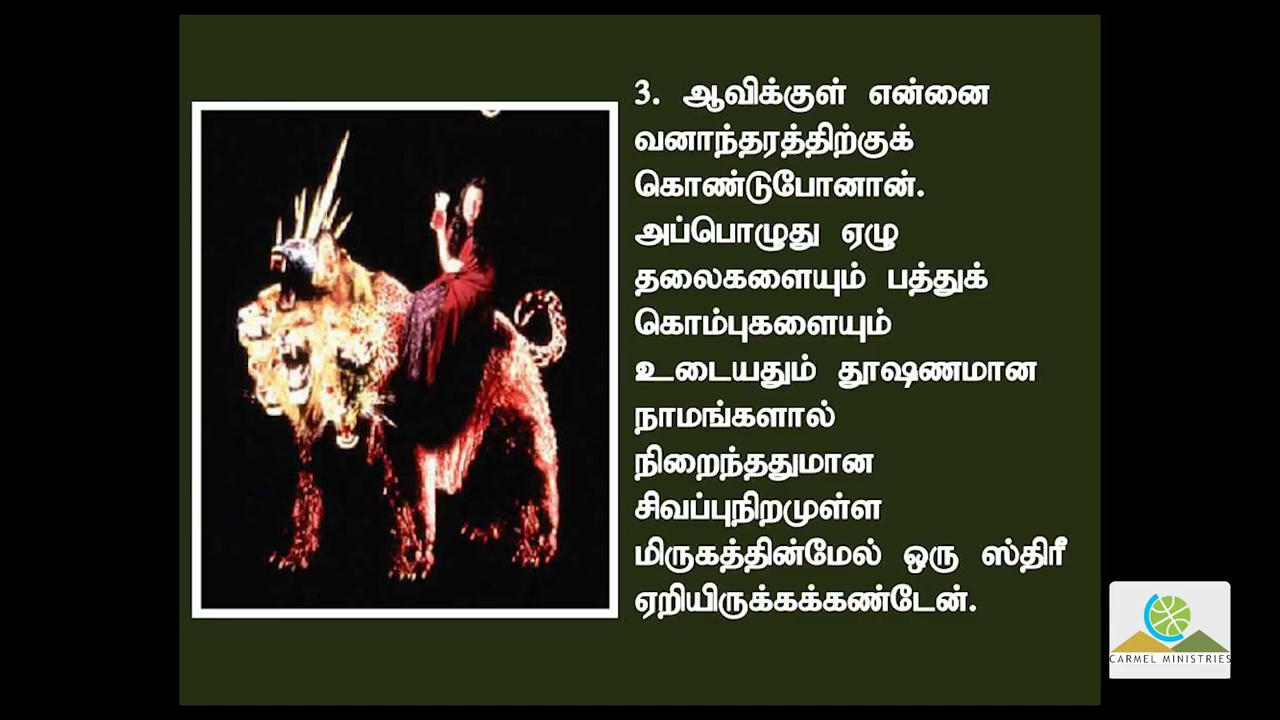 3. ஆவிக்குள் என்னை
வனாந்தரத்திற்குக்
கொண்டுபோனான்.
அப்பொழுது ஏழு
தலைகளையும் பத்துக்
கொம்புகளையும்
உடையதும் தூஷணமான
நாமங்களால்
நிறைந்ததுமான
சிவப்புநிறமுள்ள
மிருகத்தின்மேல் ஒரு ஸ்திரீ
ஏறியிருக்கக்கண்டேன்.
CARMEL MINISTRIES